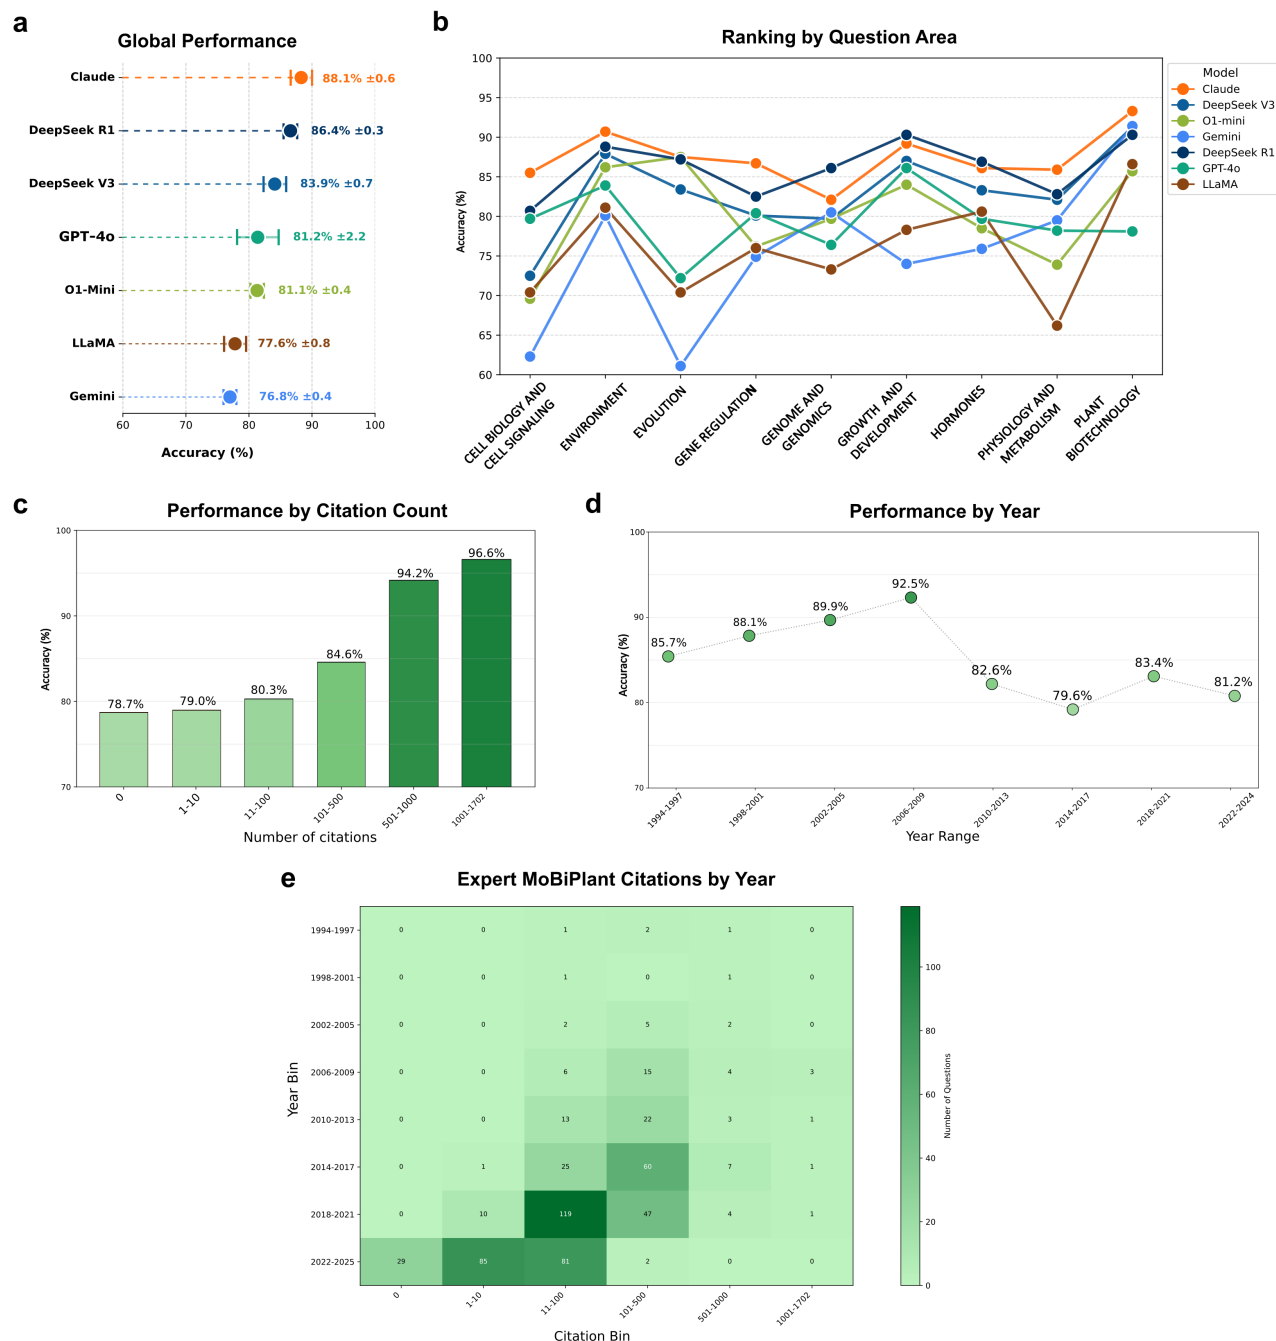 a
Global Performance
Claude
88.1% ±0.6
DeepSeek R1
86.4% ±0.3
DeepSeek V3
83.9% ±0.7
GPT-4o
81.2% ±2.2
O1-Mini
81.1% ±0.4
LLaMA
77.6% ±0.8
Gemini
76.8% ±0.4
60 70 80 90 100
Accuracy (%)
b
Ranking by Question Area
Accuracy (%)
100
95
90
85
80
75
70
65
60
CELL BIOLOGY AND
CELL SIGNALING
ENVIRONMENT
EVOLUTION
GENE REGULATION
GENOME AND
GENOMICS
GROWTH AND
DEVELOPMENT
HORMONES
PHYSIOLOGY AND
METABOLISM
PLANT
BIOTECHNOLOGY
Model
Claude
DeepSeek V3
O1-mini
Gemini
DeepSeek R1
GPT-4o
LLaMA
c
Performance by Citation Count
Accuracy (%)
100
90
80
70
78.7%
79.0%
80.3%
84.6%
94.2%
96.6%
0
1-10
11-100
101-500
501-1000
1001-1702
Number of citations
d
Performance by Year
Accuracy (%)
100
90
80
70
85.7%
88.1%
89.9%
92.5%
82.6%
79.6%
83.4%
81.2%
1994-1997
1998-2001
2002-2005
2006-2009
2010-2013
2014-2017
2018-2021
2022-2024
Year Range
e
Expert MoBiPlant Citations by Year
Year Bin
1994-1997 0 0 1 2 1 0
1998-2001 0 0 1 0 1 0
2002-2005 0 0 2 5 2 0
2006-2009 0 0 6 15 4 3
2010-2013 0 0 13 22 3 1
2014-2017 0 1 25 60 7 1
2018-2021 0 10 119 47 4 1
2022-2025 29 85 81 2 0 0
0
1-10
11-100
101-500
501-1000
1001-1702
Citation Bin
100
80
60
40
20
0
Number of Questions